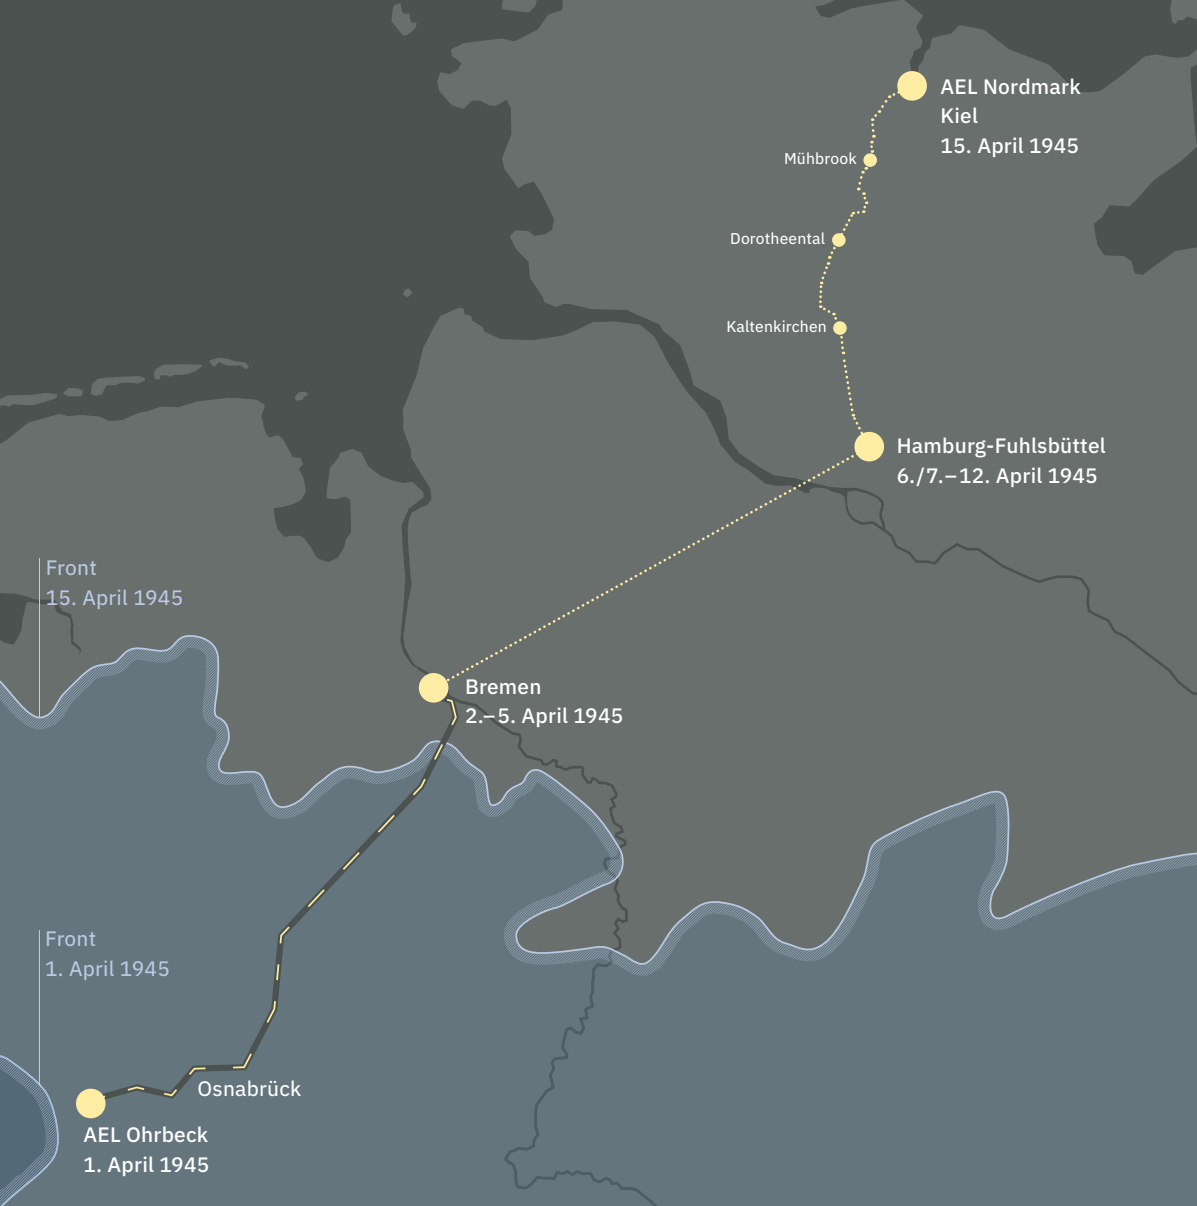 AEL Nordmark
Kiel
15. April 1945
Mühbrook
Dorotheental
Kaltenkirchen
Hamburg-Fuhlsbüttel
6./7.–12. April 1945
Front
15. April 1945
Bremen
2.–5. April 1945
Front
1. April 1945
Osnabrück
AEL Ohrbeck
1. April 1945